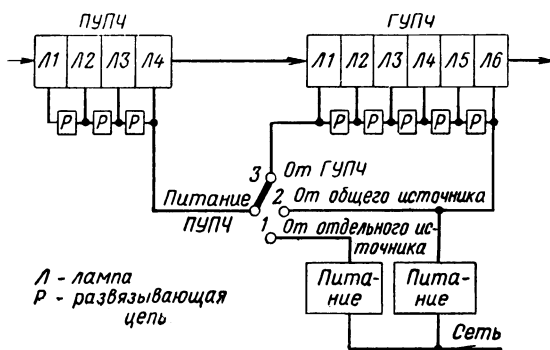 ПУПЧ ГУПЧ
Л1 Л2 Л3 Л4 Л1 Л2 Л3 Л4 Л5 Л6
Р Р Р Р Р Р Р Р
3 От ГУПЧ
Питание
ПУПЧ
2 От общего источника
1 От отдельного ис-
точника
Л - лампа
Р - развязывающая
цепь
Пита-
ние
Пита-
ние
Сеть